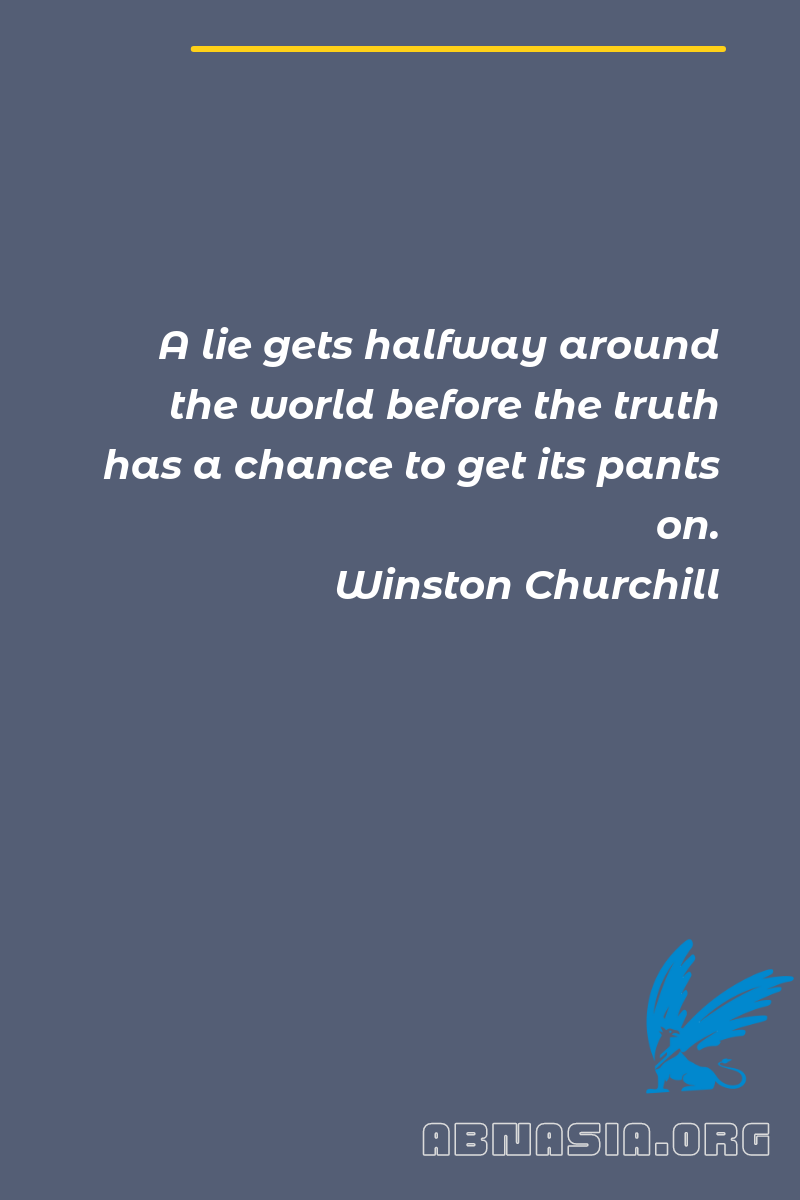 A lie gets halfway around
the world before the truth
has a chance to get its pants
on.
Winston Churchill
ABNASIA.ORG